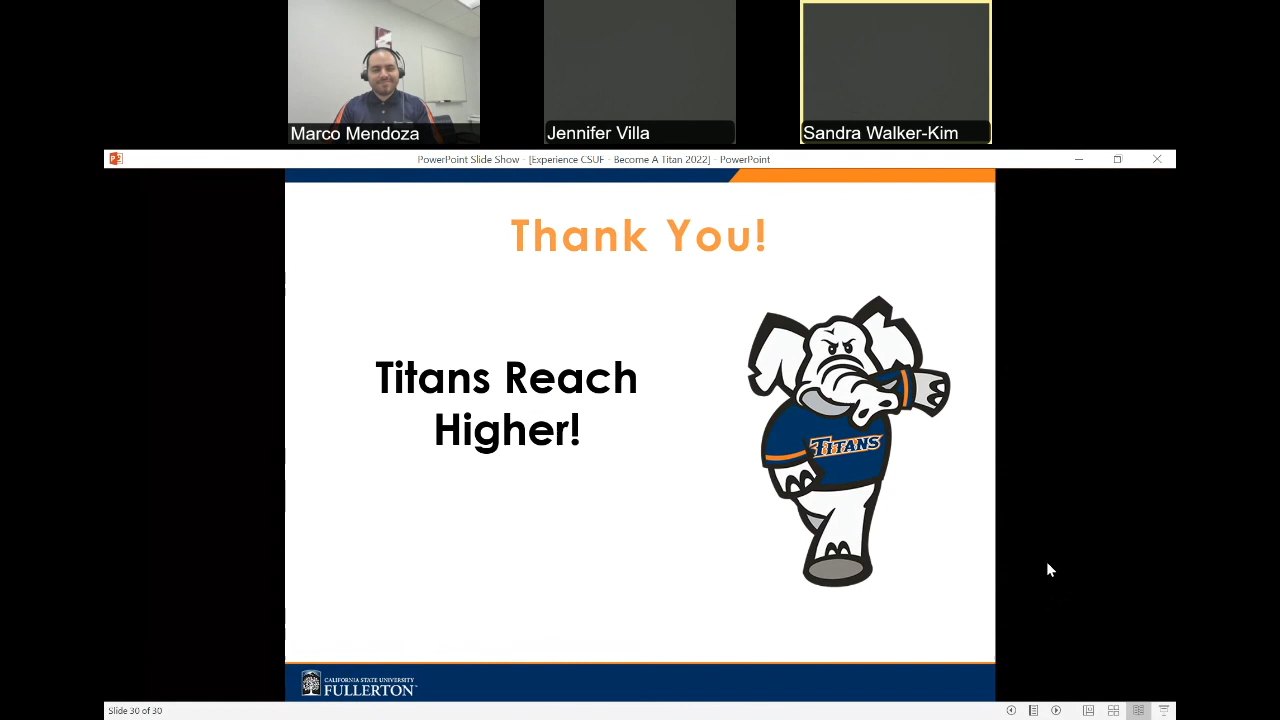 Marco Mendoza
Jennifer Villa
Sandra Walker-Kim
PowerPoint Slide Show - [Experience CSUF - Become A Titan 2022] - PowerPoint
Thank You!
Titans Reach
Higher!
TITANS
CALIFORNIA STATE UNIVERSITY
FULLERTON™
Slide 30 of 30